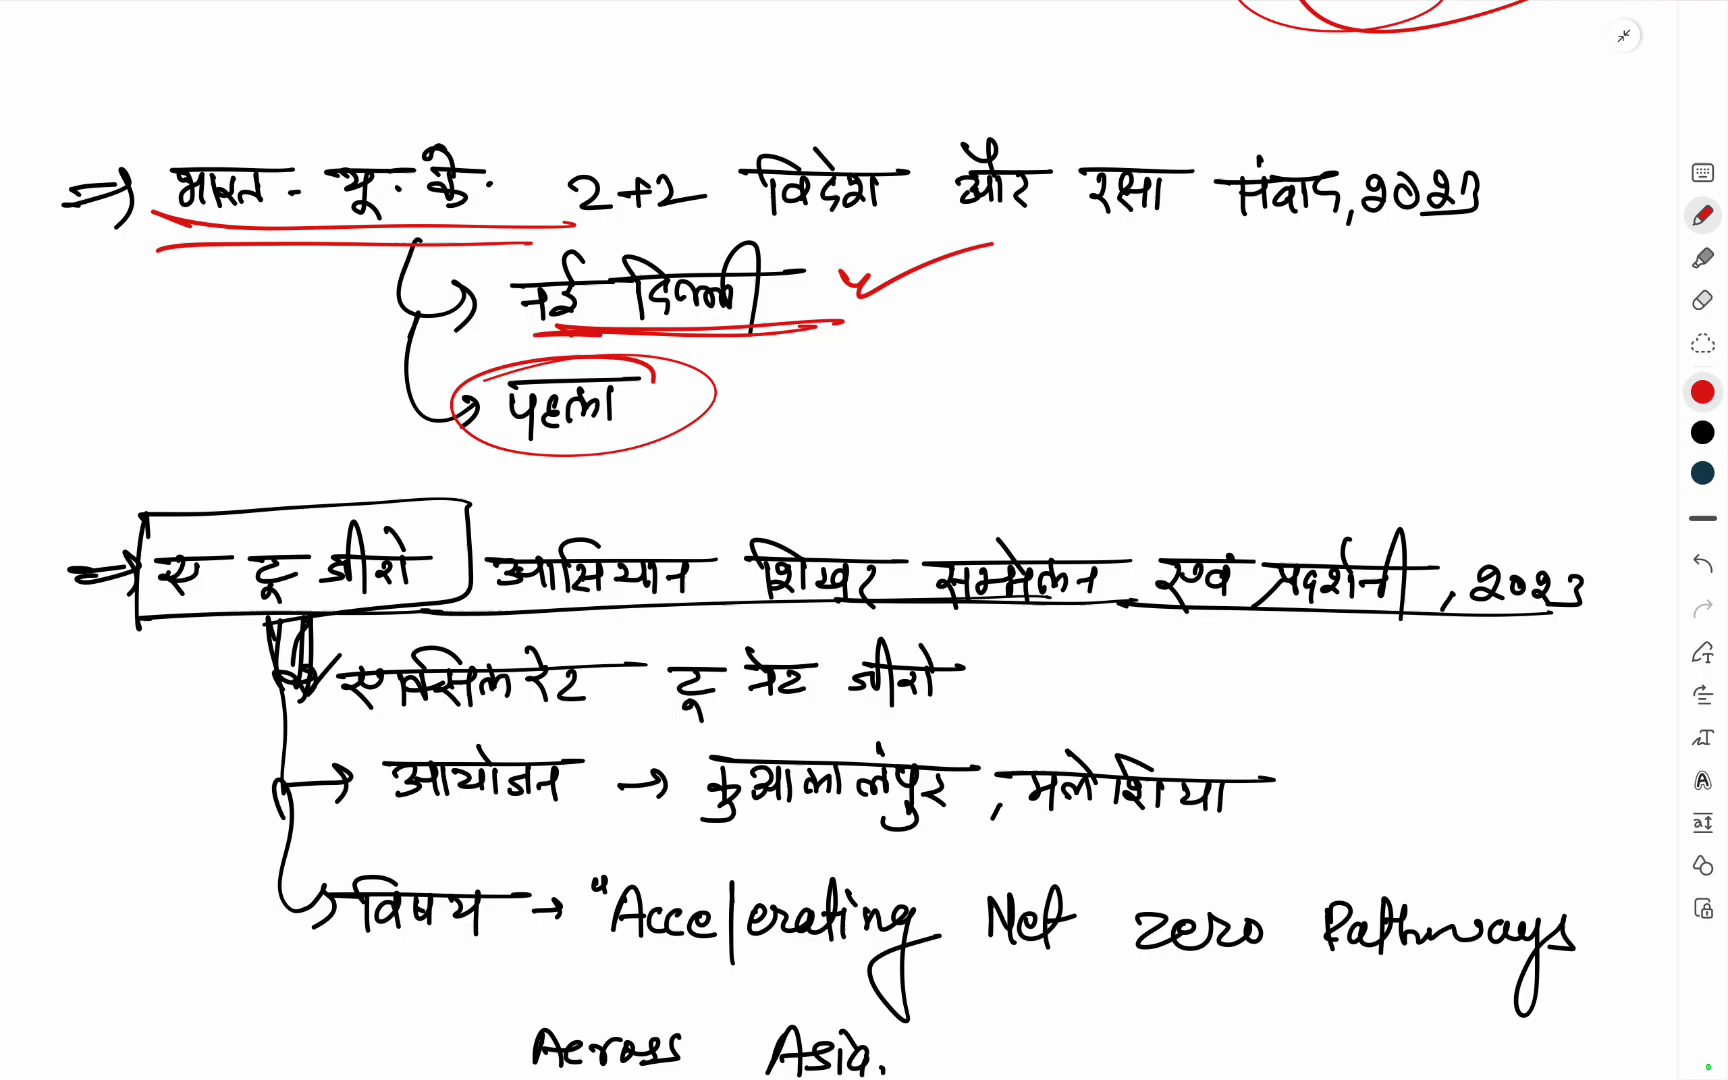 ⇒ भारत - यू. के. 2+2 विदेश और रक्षा संवाद, 2023
→ नई दिल्ली
→ पहला
⇒ ए टू जीरो आसियान शिखर सम्मेलन एवं प्रदर्शनी, 2023
एक्सिलरेट टू नेट जीरो
→ आयोजन → कुआलालंपुर, मलेशिया
→ विषय → "Accelerating Net zero Pathways
Across Asia.